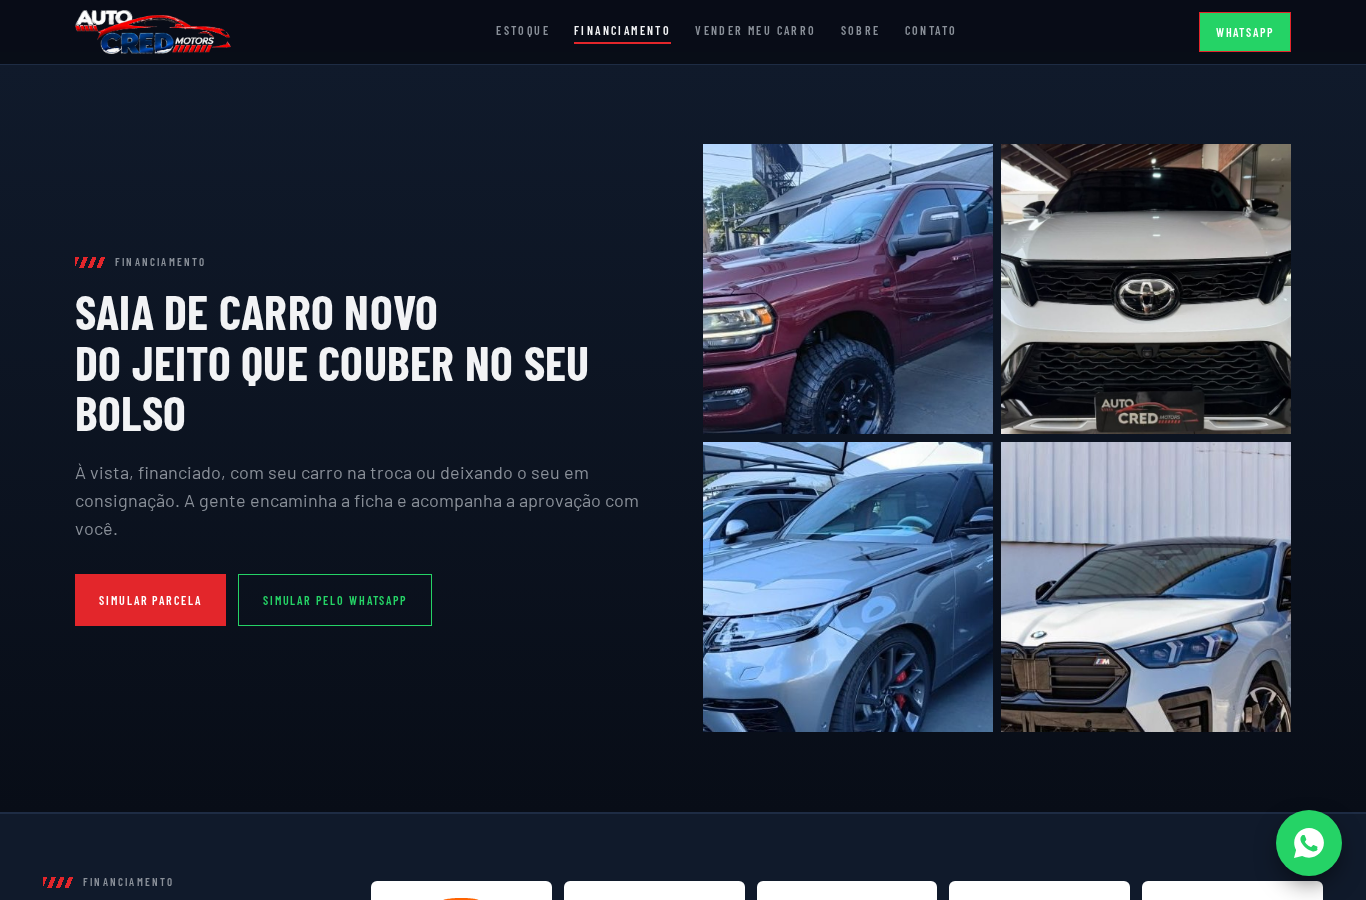 AUTO
CRED MOTORS
ESTOQUE
FINANCIAMENTO
VENDER MEU CARRO
SOBRE
CONTATO
WHATSAPP
FINANCIAMENTO
SAIA DE CARRO NOVO
DO JEITO QUE COUBER NO SEU
BOLSO
À vista, financiado, com seu carro na troca ou deixando o seu em
consignação. A gente encaminha a ficha e acompanha a aprovação com
você.
SIMULAR PARCELA
SIMULAR PELO WHATSAPP
AUTO
CRED MOTORS
M
FINANCIAMENTO